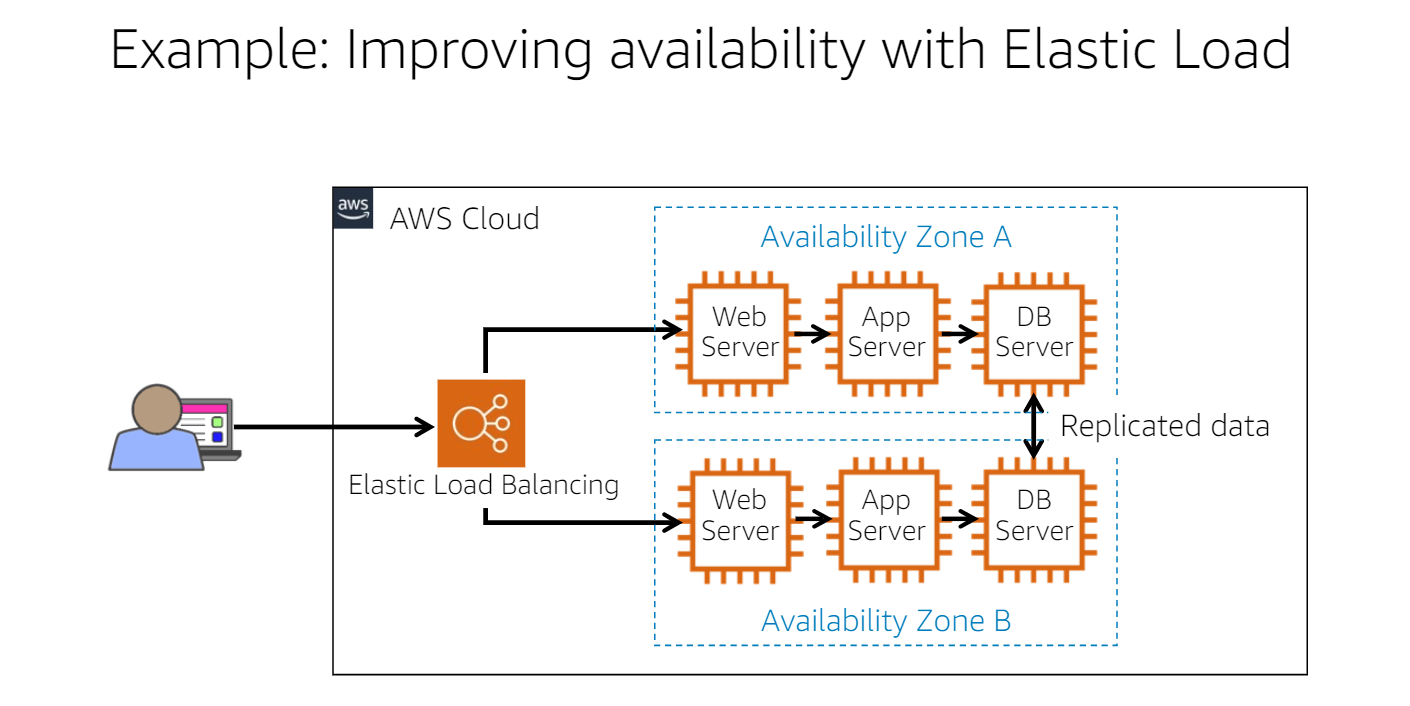 Example: Improving availability with Elastic Load
aws
AWS Cloud
Availability Zone A
Web
Server
App
Server
DB
Server
Replicated data
Elastic Load Balancing
Web
Server
App
Server
DB
Server
Availability Zone B